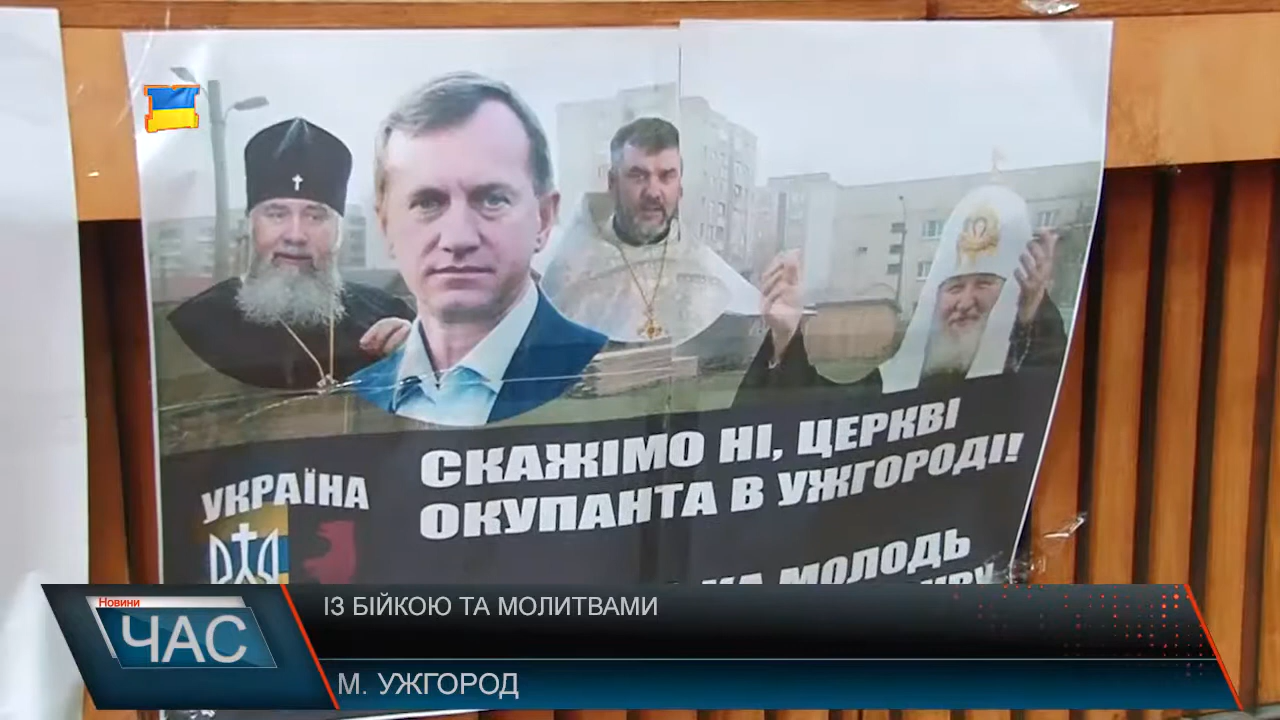 СКАЖІМО НІ, ЦЕРКВІ
ОКУПАНТА В УЖГОРОДІ!
УКРАЇНА
МОЛОДЬ
Новини
ЧАС
ІЗ БІЙКОЮ ТА МОЛИТВАМИ
М. УЖГОРОД